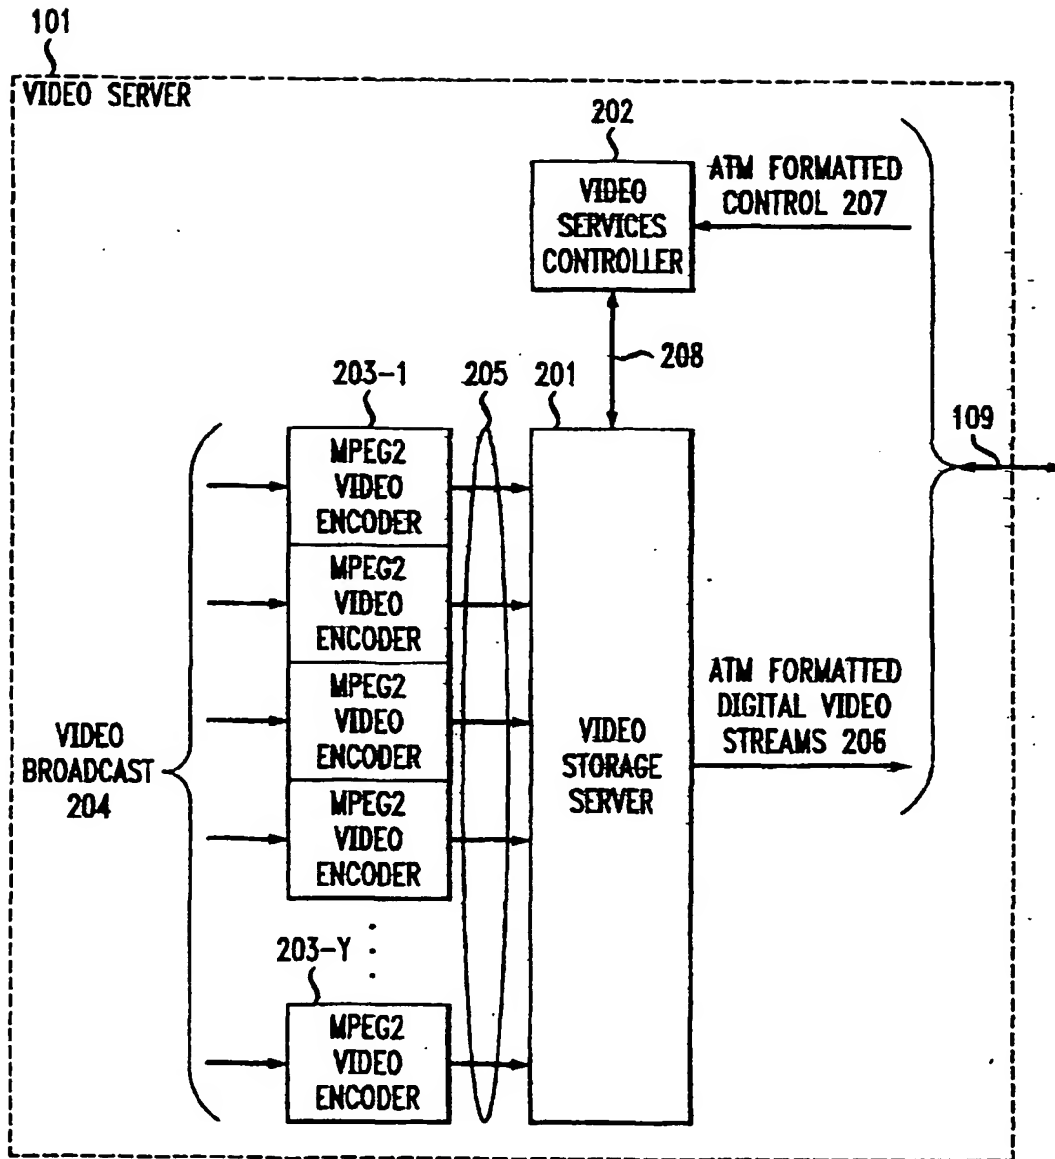 101
VIDEO SERVER
202
VIDEO
SERVICES
CONTROLLER
ATM FORMATTED
CONTROL 207
208
203-1
205
201
109
MPEG2
VIDEO
ENCODER
MPEG2
VIDEO
ENCODER
MPEG2
VIDEO
ENCODER
MPEG2
VIDEO
ENCODER
VIDEO
BROADCAST
204
VIDEO
STORAGE
SERVER
ATM FORMATTED
DIGITAL VIDEO
STREAMS 206
203-Y
MPEG2
VIDEO
ENCODER